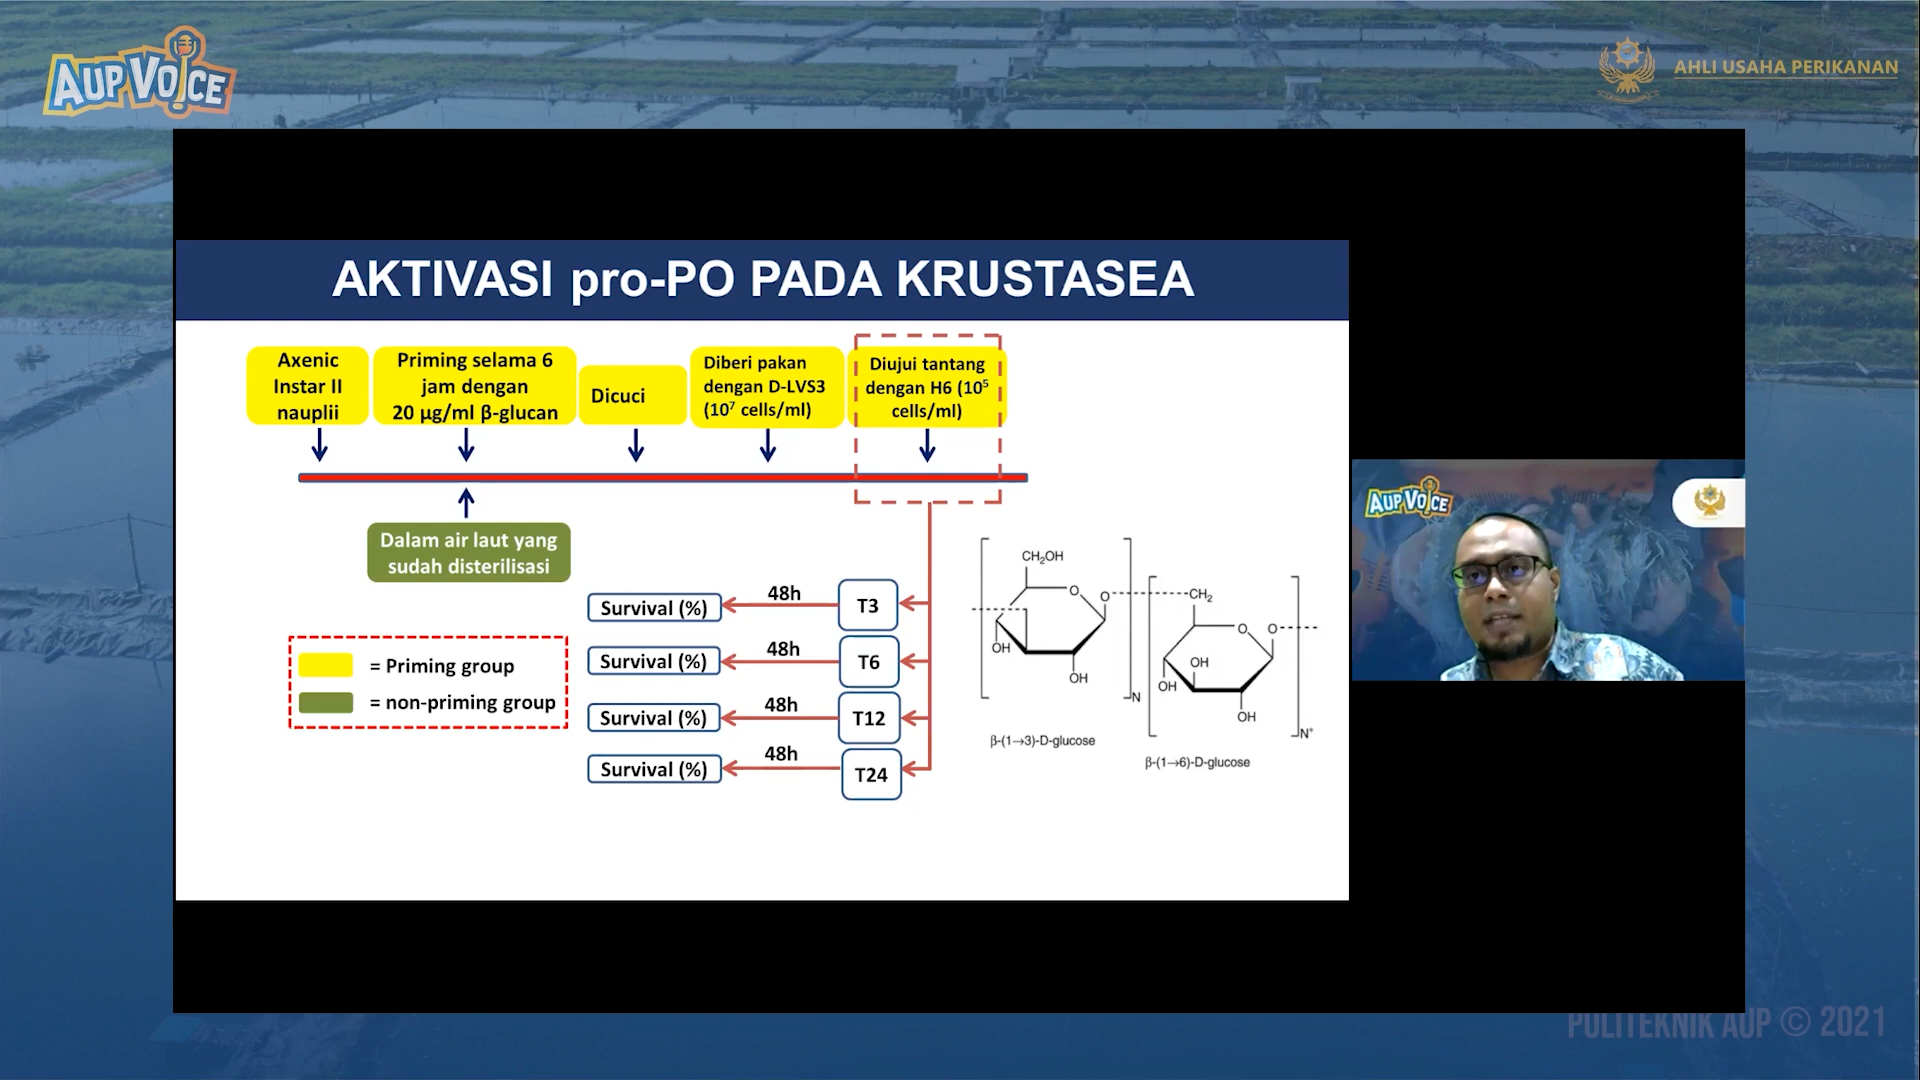 AUP VOICE
AHLI USAHA PERIKANAN
AKTIVASI pro-PO PADA KRUSTASEA
Axenic
Instar II
nauplii
Priming selama 6
jam dengan
20 µg/ml β-glucan
Dicuci
Diberi pakan
dengan D-LVS3
(10⁷ cells/ml)
Diujui tantang
dengan H6 (10⁵
cells/ml)
Dalam air laut yang
sudah disterilisasi
= Priming group
= non-priming group
Survival (%)
48h
T3
Survival (%)
48h
T6
Survival (%)
48h
T12
Survival (%)
48h
T24
CH₂OH
O
O
OH
OH
N
β-(1→3)-D-glucose
CH₂
O
O
OH
OH
OH
N°
β-(1→6)-D-glucose
AUP VOICE
POLITEKNIK AUP © 2021